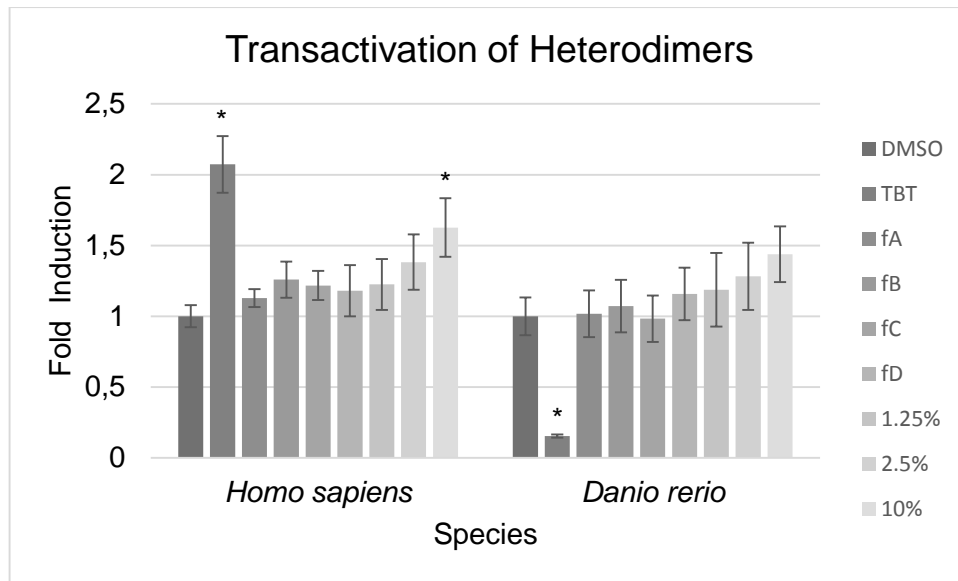 Transactivation of Heterodimers
2,5
2
1,5
1
0,5
0
Fold Induction
*
*
*
Homo sapiens
Danio rerio
Species
DMSO
TBT
fA
fB
fC
fD
1.25%
2.5%
10%